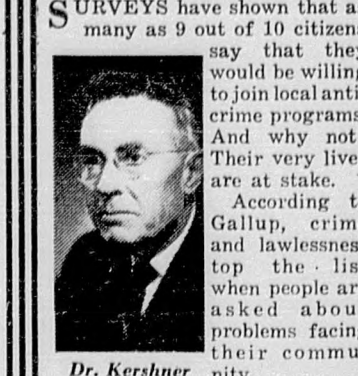 SURVEYS have shown that a
many as 9 out of 10 citizen
say that they
would be willin
to join local anti
crime programs
And why not
Their very live
are at stake.
According t
Gallup, crim
and lawlessnes
top the lis
when people ar
asked abou
problems facin
their commu
nity
Dr. Kershner